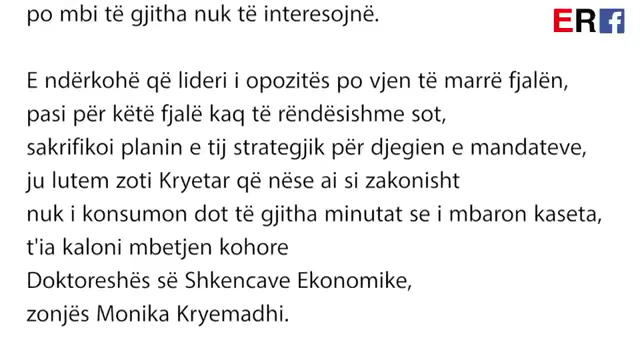 po mbi të gjitha nuk të interesojnë.
ERf
E ndërkohë që lideri i opozitës po vjen të marrë fjalën,
pasi për këtë fjalë kaq të rëndësishme sot,
sakrifikoi planin e tij strategjik për djegien e mandateve,
ju lutem zoti Kryetar që nëse ai si zakonisht
nuk i konsumon dot të gjitha minutat se i mbaron kaseta,
t'ia kaloni mbetjen kohore
Doktoreshës së Shkencave Ekonomike,
zonjës Monika Kryemadhi.